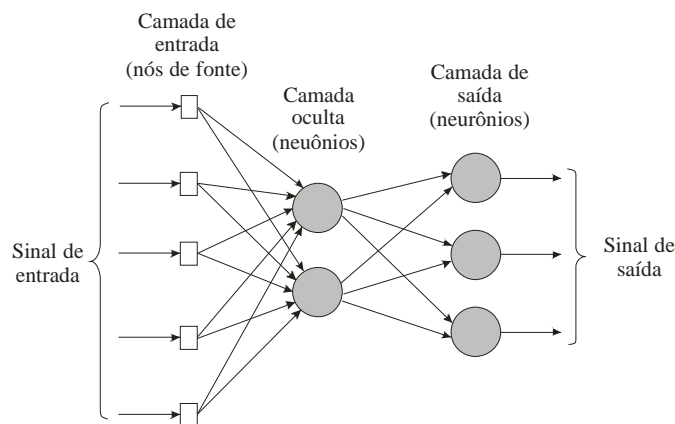 Camada de
entrada
(nós de fonte)
Camada
oculta
(neuônios)
Camada de
saída
(neurônios)
Sinal de
entrada
Sinal de
saída